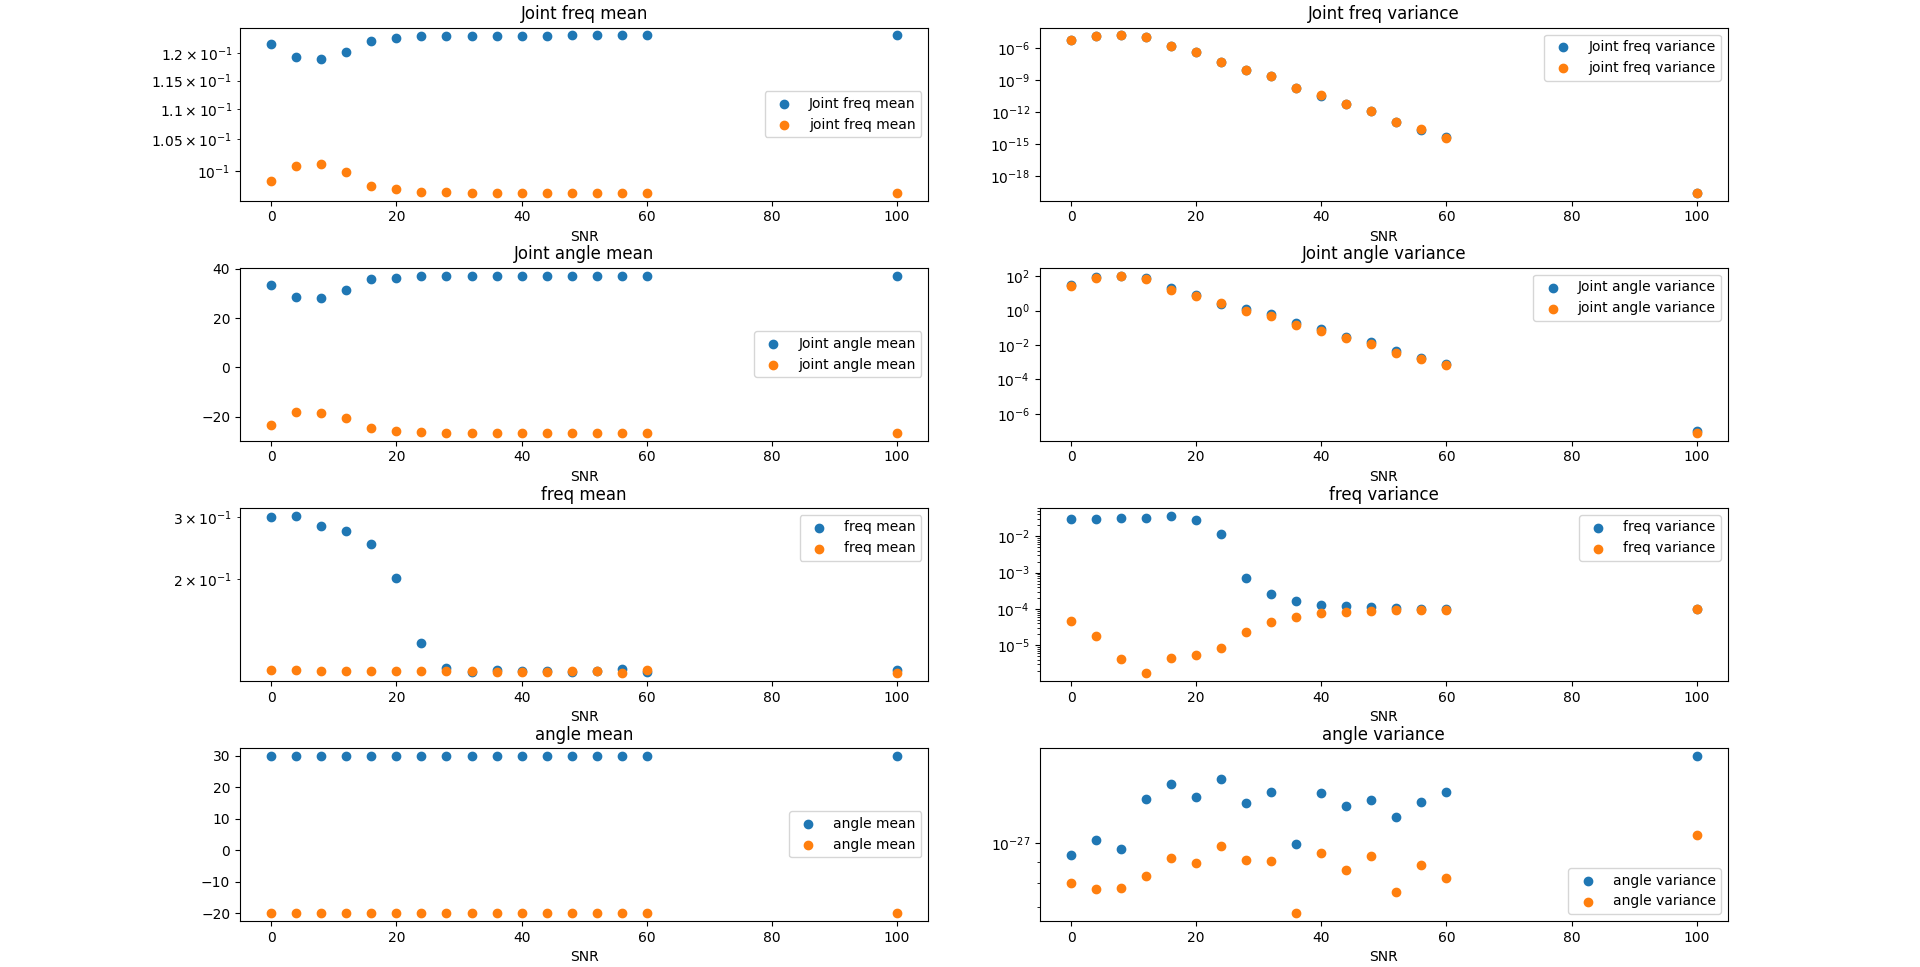 Joint freq mean
1.2 × 10⁻¹
1.15 × 10⁻¹
1.1 × 10⁻¹
1.05 × 10⁻¹
10⁻¹
Joint freq mean
joint freq mean
0 20 40 60 80 100
SNR
Joint freq variance
10⁻⁶
10⁻⁹
10⁻¹²
10⁻¹⁵
10⁻¹⁸
Joint freq variance
joint freq variance
0 20 40 60 80 100
SNR
Joint angle mean
40
20
0
−20
Joint angle mean
joint angle mean
0 20 40 60 80 100
SNR
Joint angle variance
10²
10⁰
10⁻²
10⁻⁴
10⁻⁶
Joint angle variance
joint angle variance
0 20 40 60 80 100
SNR
freq mean
3 × 10⁻¹
2 × 10⁻¹
freq mean
freq mean
0 20 40 60 80 100
SNR
freq variance
10⁻²
10⁻³
10⁻⁴
10⁻⁵
freq variance
freq variance
0 20 40 60 80 100
SNR
angle mean
30
20
10
0
−10
−20
angle mean
angle mean
0 20 40 60 80 100
SNR
angle variance
10⁻²⁷
angle variance
angle variance
0 20 40 60 80 100
SNR